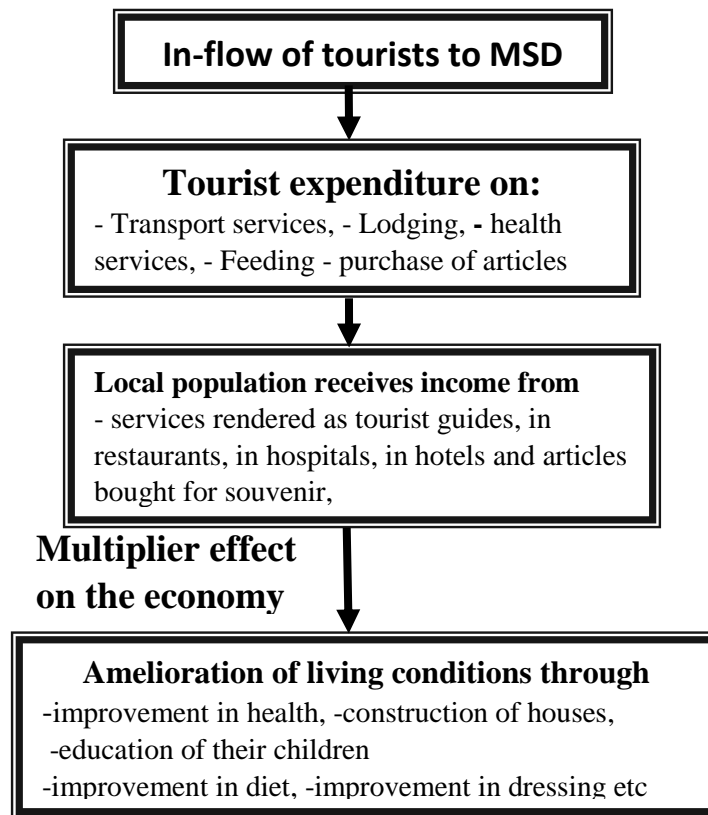 In-flow of tourists to MSD
Tourist expenditure on:
- Transport services, - Lodging, - health
services, - Feeding - purchase of articles
Local population receives income from
- services rendered as tourist guides, in
restaurants, in hospitals, in hotels and articles
bought for souvenir,
Multiplier effect
on the economy
Amelioration of living conditions through
-improvement in health, -construction of houses,
-education of their children
-improvement in diet, -improvement in dressing etc